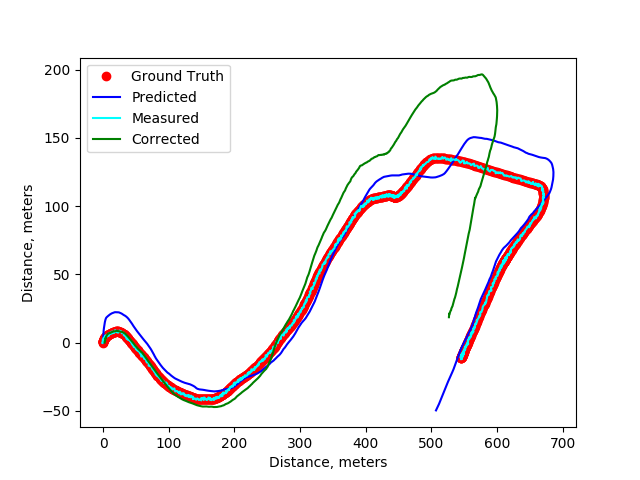 200
150
100
50
0
−50
Distance, meters
Ground Truth
Predicted
Measured
Corrected
0 100 200 300 400 500 600 700
Distance, meters